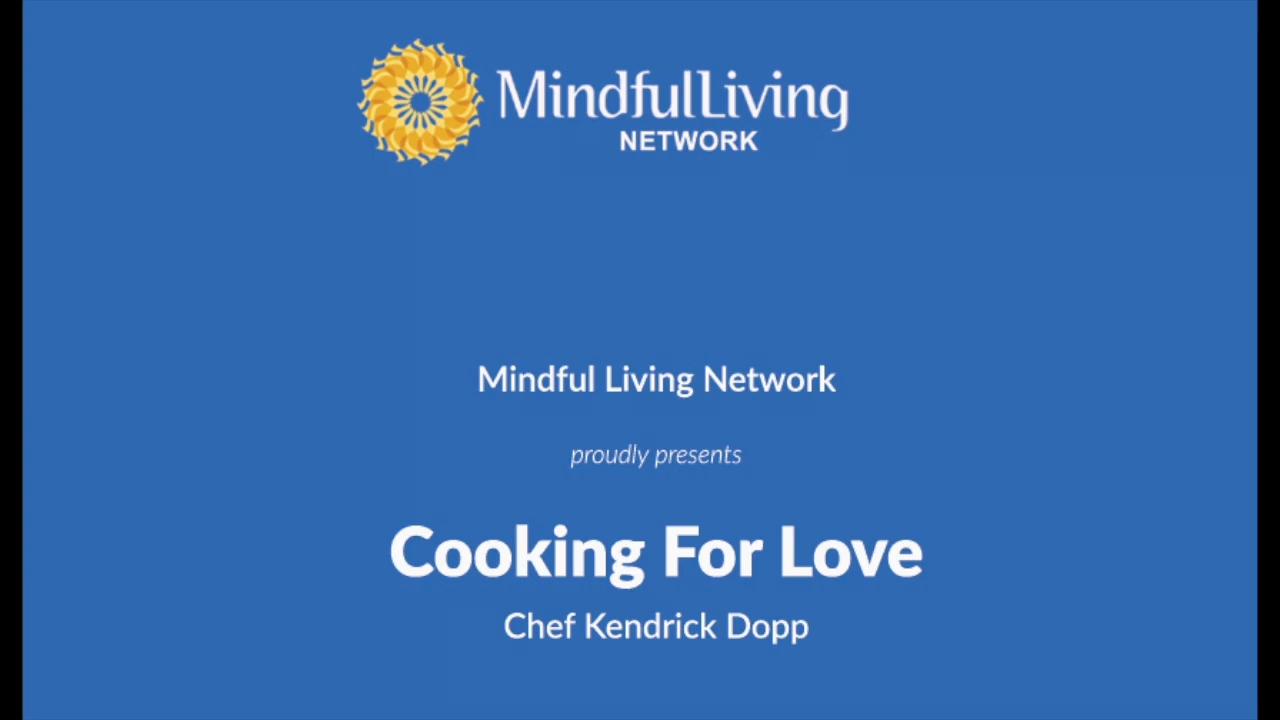 MindfulLiving
NETWORK
Mindful Living Network
proudly presents
Cooking For Love
Chef Kendrick Dopp